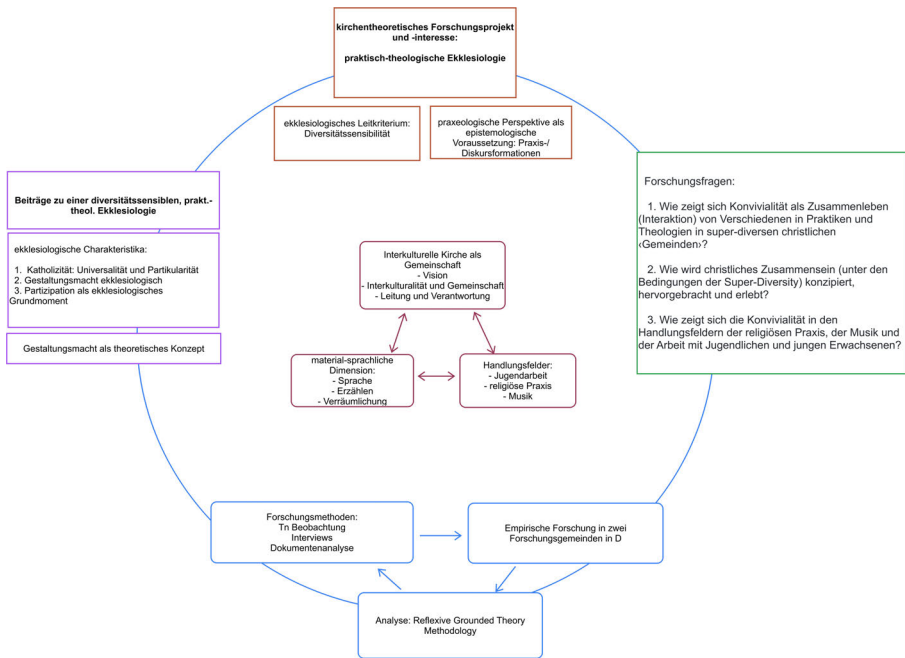 kirchentheoretisches Forschungsprojekt
und -interesse:
praktisch-theologische Ekklesiologie
ekklesiologisches Leitkriterium:
Diversitätssensibilität
praxeologische Perspektive als
epistemologische
Voraussetzung: Praxis-/
Diskursformationen
Beiträge zu einer diversitätssensiblen, prakt.-
theol. Ekklesiologie
ekklesiologische Charakteristika:
1. Katholizität: Universalität und Partikularität
2. Gestaltungsmacht ekklesiologisch
3. Partizipation als ekklesiologisches
Grundmoment
Gestaltungsmacht als theoretisches Konzept
Forschungsfragen:
1. Wie zeigt sich Konvivialität als Zusammenleben
(Interaktion) von Verschiedenen in Praktiken und
Theologien in super-diversen christlichen
‹Gemeinden›?
2. Wie wird christliches Zusammensein (unter den
Bedingungen der Super-Diversity) konzipiert,
hervorgebracht und erlebt?
3. Wie zeigt sich die Konvivialität in den
Handlungsfeldern der religiösen Praxis, der Musik und
der Arbeit mit Jugendlichen und jungen Erwachsenen?
Interkulturelle Kirche als
Gemeinschaft
- Vision
- Interkulturalität und Gemeinschaft
- Leitung und Verantwortung
material-sprachliche
Dimension:
- Sprache
- Erzählen
- Verräumlichung
Handlungsfelder:
- Jugendarbeit
- religiöse Praxis
- Musik
Forschungsmethoden:
Tn Beobachtung
Interviews
Dokumentenanalyse
Empirische Forschung in zwei
Forschungsgemeinden in D
Analyse: Reflexive Grounded Theory
Methodology